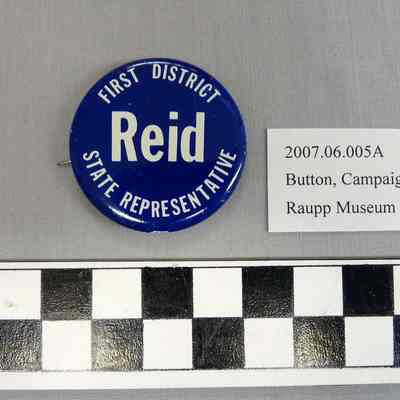 FIRST DISTRICT
Reid
STATE REPRESENTATIVE
2007.06.005A
Button, Campaig
Raupp Museum